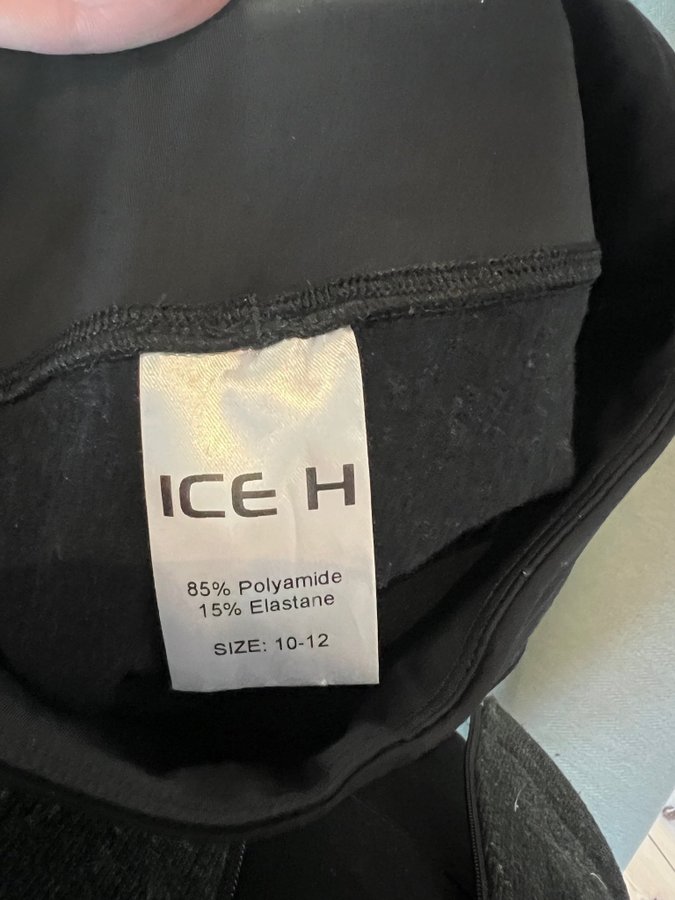 ICE H
85% Polyamide
15% Elastane
SIZE: 10-12